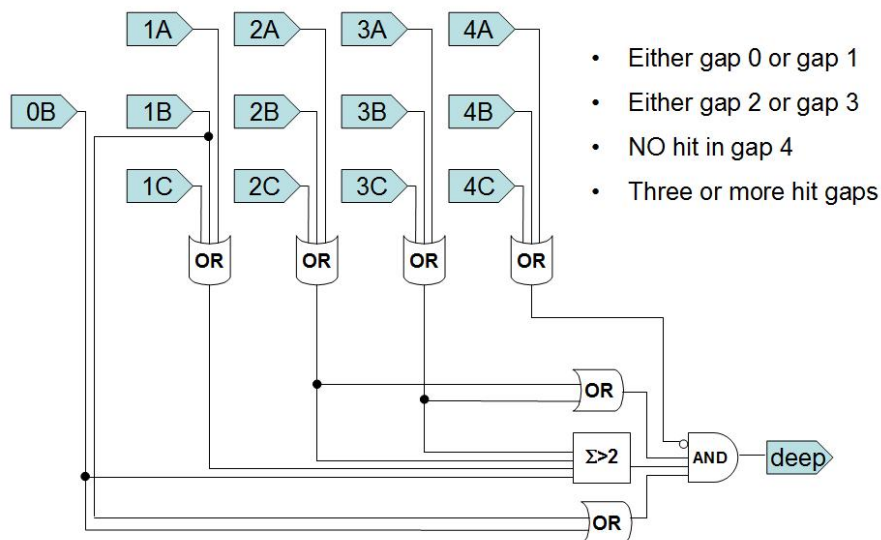 1A 2A 3A 4A
0B 1B 2B 3B 4B
1C 2C 3C 4C
OR OR OR OR
OR
Σ>2
AND
deep
OR
• Either gap 0 or gap 1
• Either gap 2 or gap 3
• NO hit in gap 4
• Three or more hit gaps